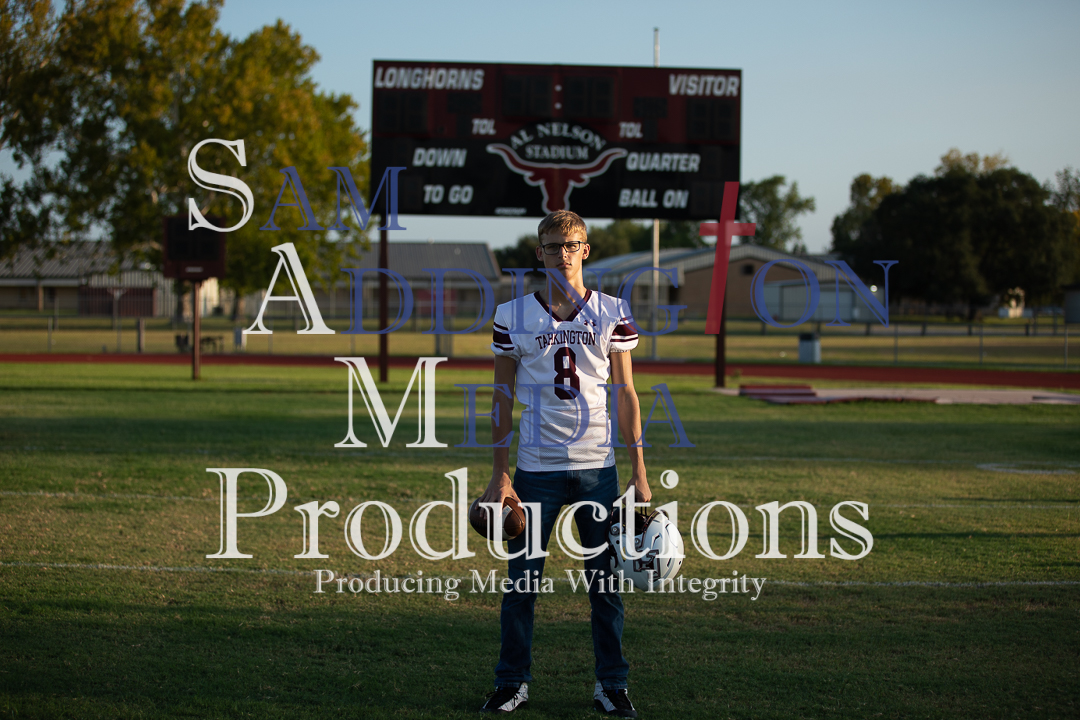 LONGHORNS VISITOR
TOL TOL
AL NELSON
STADIUM
DOWN QUARTER
TO GO BALL ON
SAM
ADDINGTON
TARKINGTON
8
MEDIA
Productions
Producing Media With Integrity